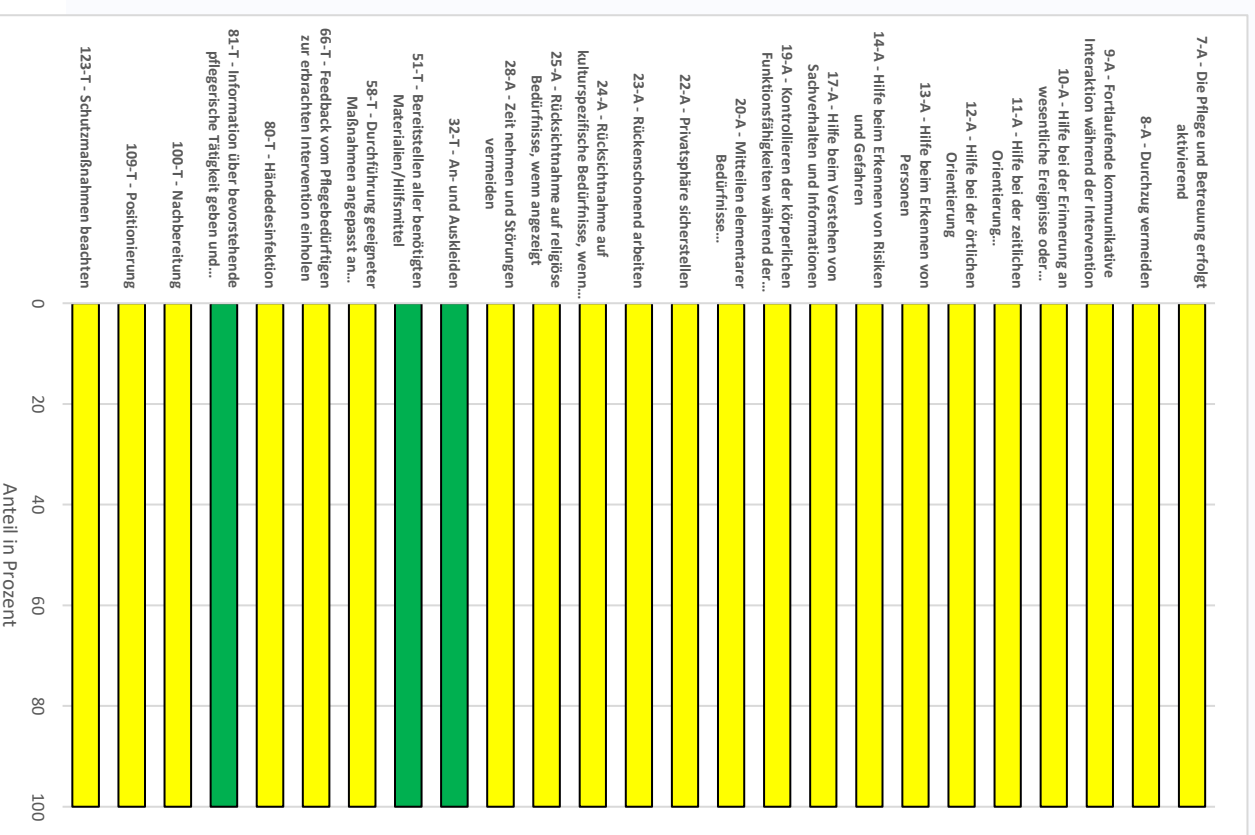 7-A - Die Pflege und Betreuung erfolgt
aktivierend
8-A - Durchzug vermeiden
9-A - Fortlaufende kommunikative
Interaktion während der Intervention
10-A - Hilfe bei der Erinnerung an
wesentliche Ereignisse oder…
11-A - Hilfe bei der zeitlichen
Orientierung…
12-A - Hilfe bei der örtlichen
Orientierung
13-A - Hilfe beim Erkennen von
Personen
14-A - Hilfe beim Erkennen von Risiken
und Gefahren
17-A - Hilfe beim Verstehen von
Sachverhalten und Informationen
19-A - Kontrollieren der körperlichen
Funktionsfähigkeiten während der…
20-A - Mitteilen elementarer
Bedürfnisse…
22-A - Privatsphäre sicherstellen
23-A - Rückenschonend arbeiten
24-A - Rücksichtnahme auf
kulturspezifische Bedürfnisse, wenn…
25-A - Rücksichtnahme auf religiöse
Bedürfnisse, wenn angezeigt
28-A - Zeit nehmen und Störungen
vermeiden
32-T - An- und Auskleiden
51-T - Bereitstellen aller benötigten
Materialien/Hilfsmittel
58-T - Durchführung geeigneter
Maßnahmen angepasst an…
66-T - Feedback vom Pflegebedürftigen
zur erbrachten Intervention einholen
80-T - Händedesinfektion
81-T - Information über bevorstehende
pflegerische Tätigkeit geben und…
100-T - Nachbereitung
109-T - Positionierung
123-T - Schutzmaßnahmen beachten
0
20
40
60
80
100
Anteil in Prozent